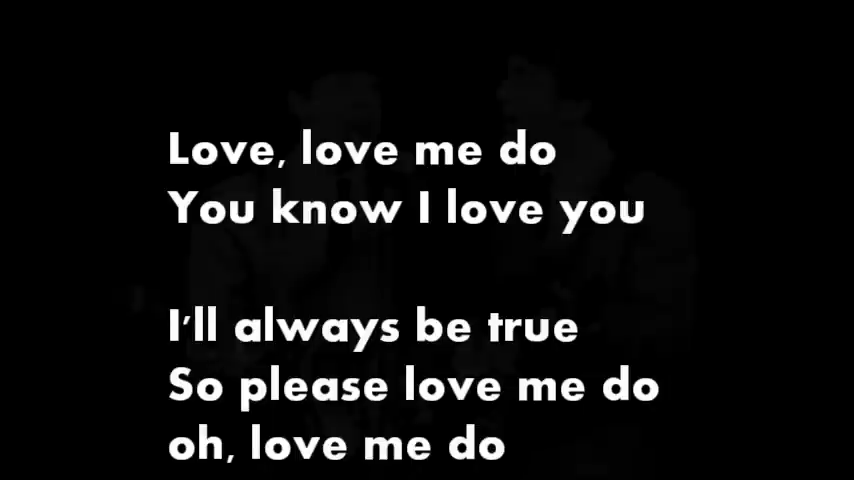 Love, love me do
You know I love you
I'll always be true
So please love me do
oh, love me do